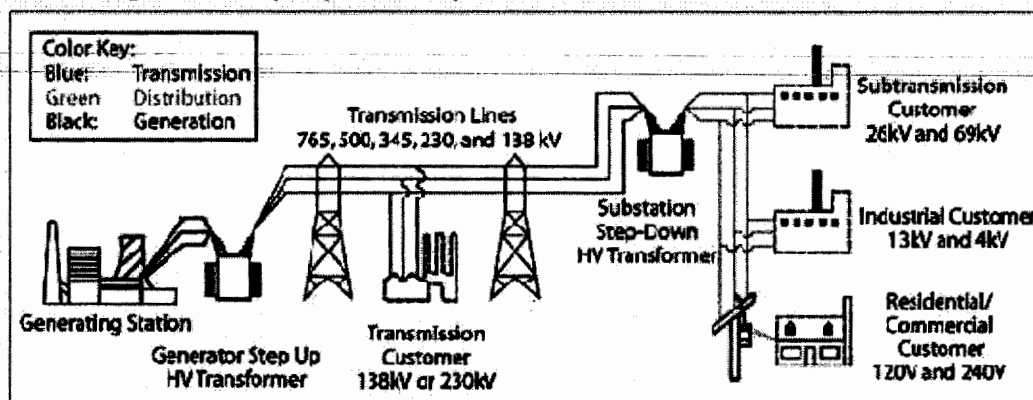 Color Key:
Blue: Transmission
Green Distribution
Black: Generation
Transmission Lines
765, 500, 345, 230, and 138 kV
Subtransmission
Customer
26kV and 69kV
Substation
Step-Down
HV Transformer
Industrial Customer
13kV and 4kV
Generating Station
Generator Step Up
HV Transformer
Transmission
Customer
138kV or 230kV
Residential/
Commercial
Customer
120V and 240V